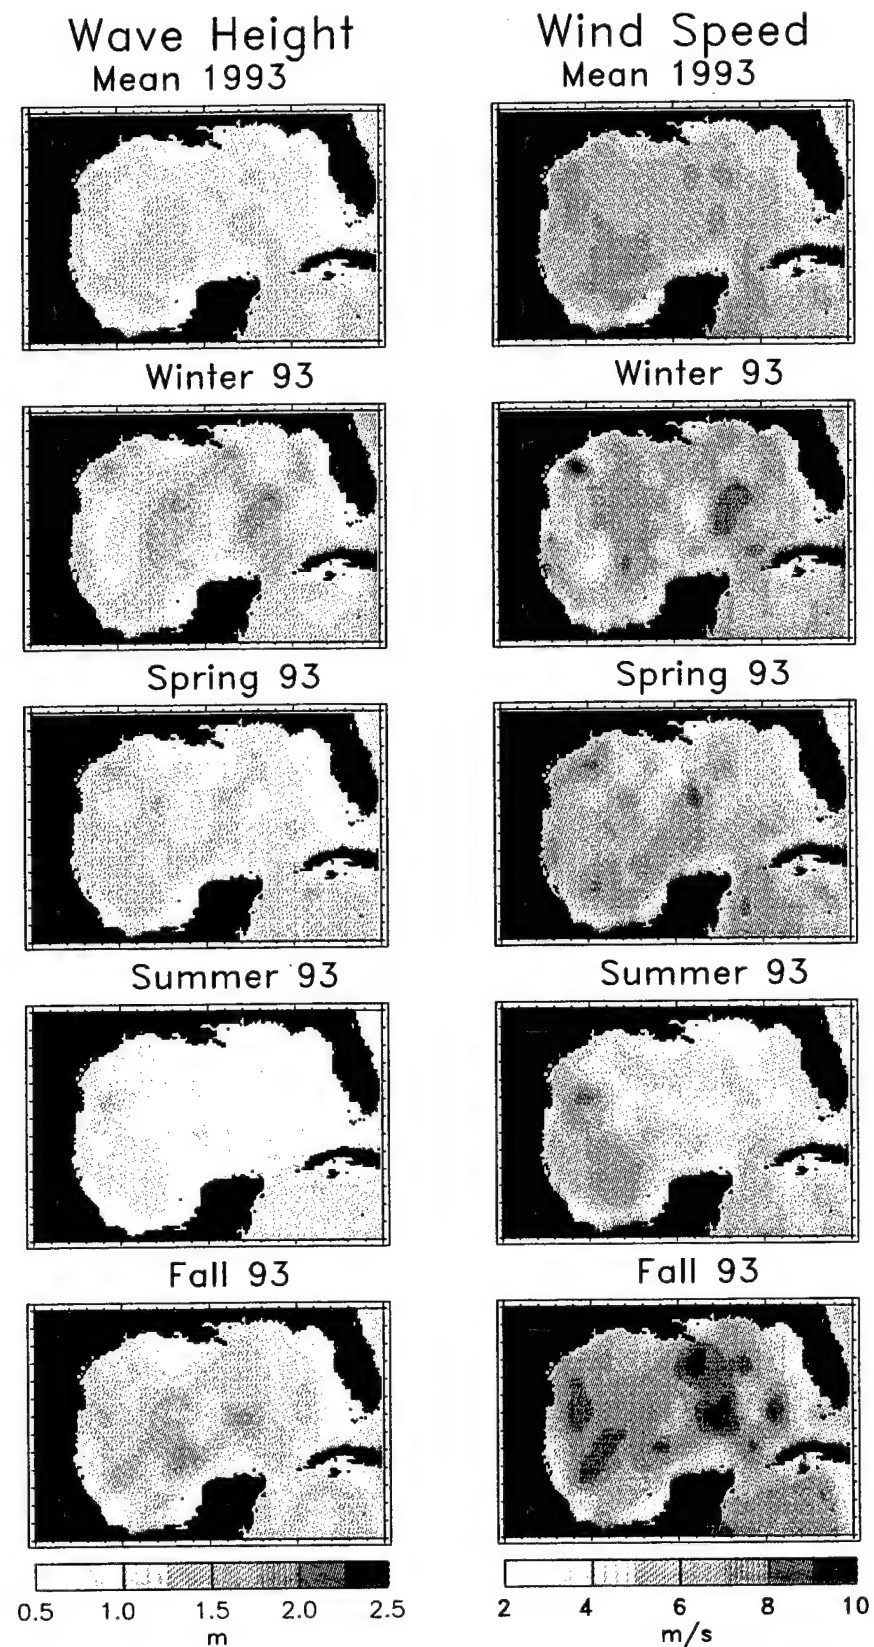 Wave Height
Mean 1993
Wind Speed
Mean 1993
Winter 93
Winter 93
Spring 93
Spring 93
Summer 93
Summer 93
Fall 93
Fall 93
0.5 1.0 1.5 2.0 2.5
m
2 4 6 8 10
m/s